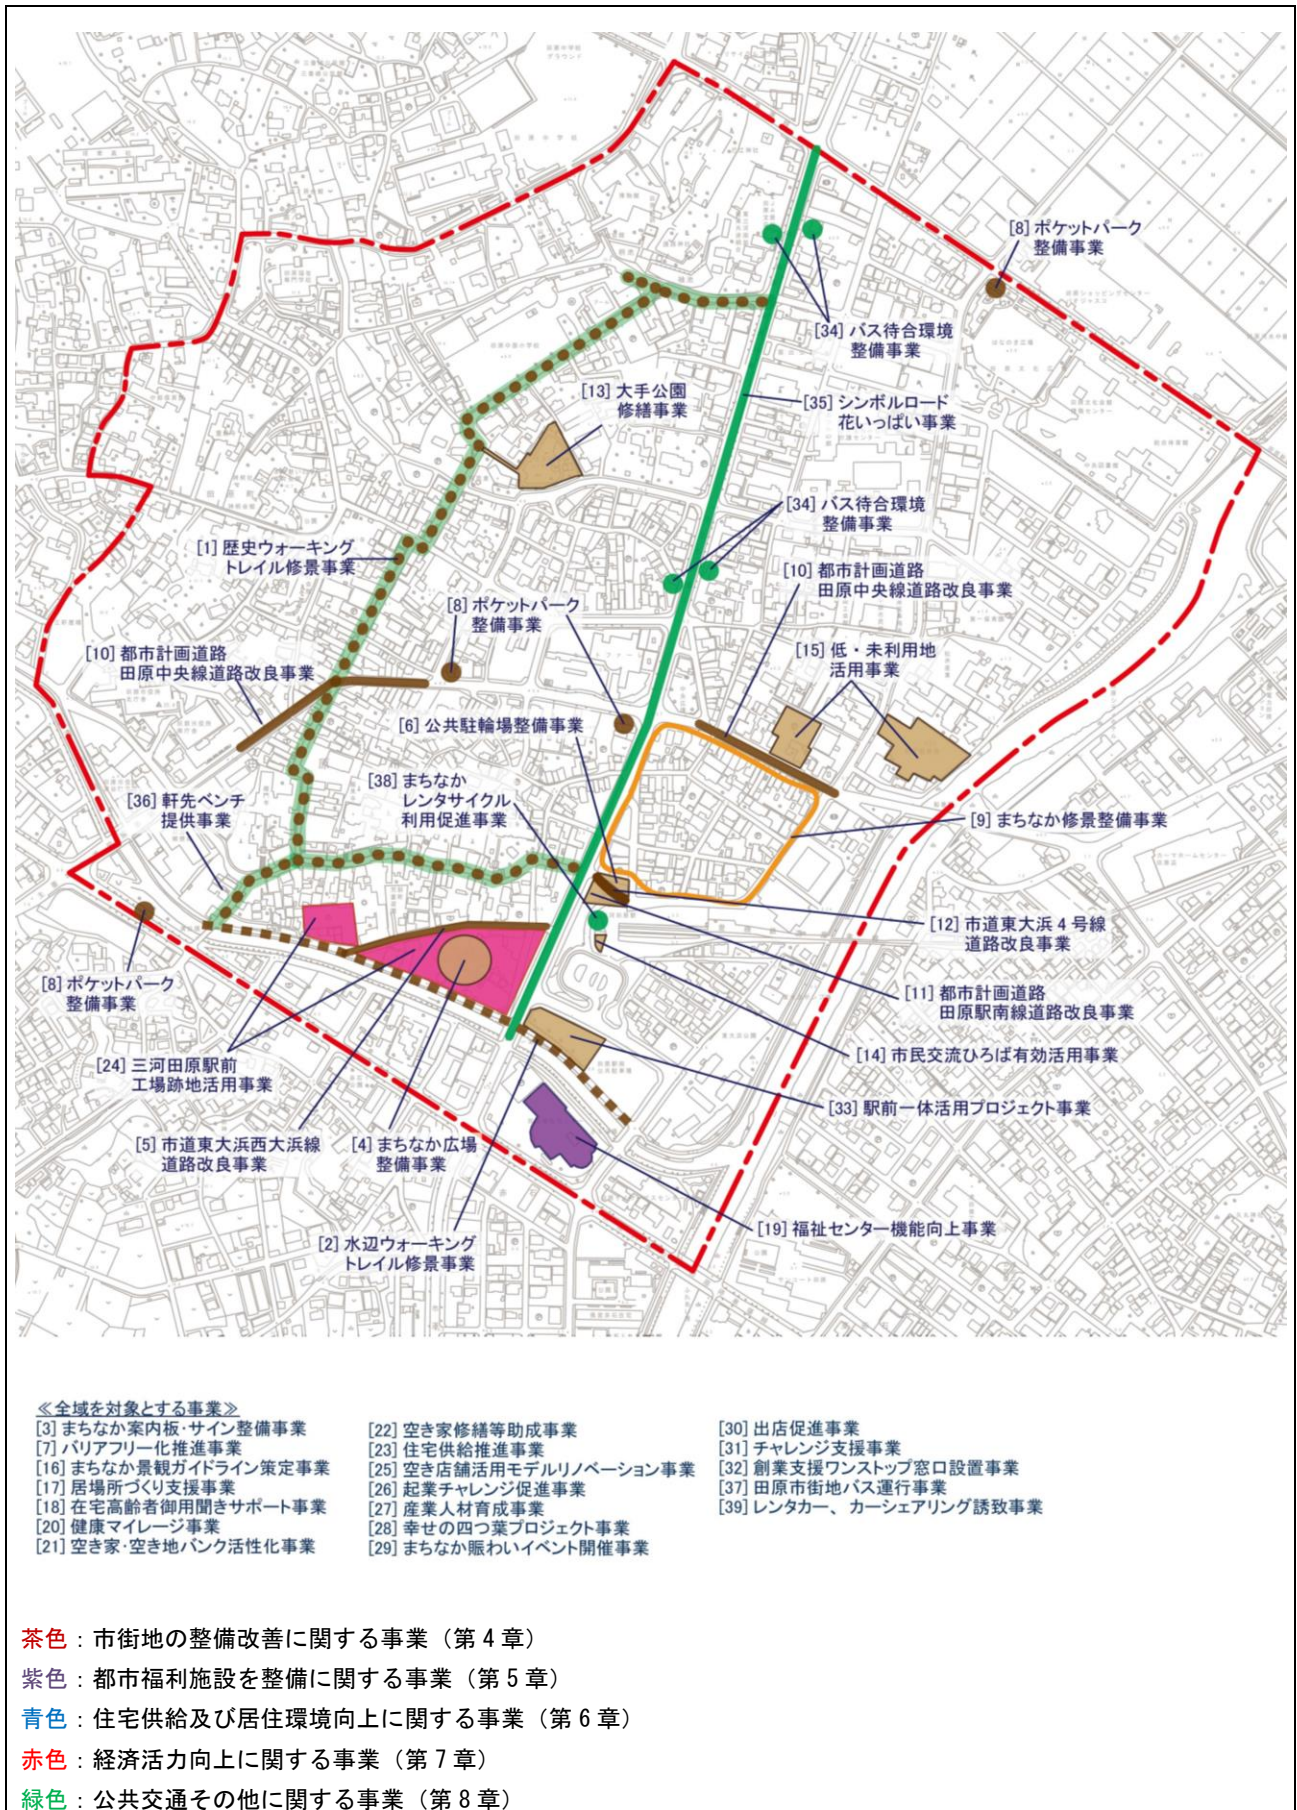 [8] ポケットパーク
整備事業
[34] バス待合環境
整備事業
[13] 大手公園
修繕事業
[35] シンボルロード
花いっぱい事業
[34] バス待合環境
整備事業
[1] 歴史ウォーキング
トレイル修景事業
[10] 都市計画道路
田原中央線道路改良事業
[8] ポケットパーク
整備事業
[10] 都市計画道路
田原中央線道路改良事業
[15] 低・未利用地
活用事業
[6] 公共駐輪場整備事業
[38] まちなか
レンタサイクル
利用促進事業
[36] 軒先ベンチ
提供事業
[9] まちなか修景整備事業
[12] 市道東大浜４号線
道路改良事業
[8] ポケットパーク
整備事業
[11] 都市計画道路
田原駅南線道路改良事業
[14] 市民交流ひろば有効活用事業
[24] 三河田原駅前
工場跡地活用事業
[33] 駅前一体活用プロジェクト事業
[5] 市道東大浜西大浜線
道路改良事業
[4] まちなか広場
整備事業
[19] 福祉センター機能向上事業
[2] 水辺ウォーキング
トレイル修景事業
≪全域を対象とする事業≫
[3] まちなか案内板・サイン整備事業
[7] バリアフリー化推進事業
[16] まちなか景観ガイドライン策定事業
[17] 居場所づくり支援事業
[18] 在宅高齢者御用聞きサポート事業
[20] 健康マイレージ事業
[21] 空き家・空き地バンク活性化事業
[22] 空き家修繕等助成事業
[23] 住宅供給推進事業
[25] 空き店舗活用モデルリノベーション事業
[26] 起業チャレンジ促進事業
[27] 産業人材育成事業
[28] 幸せの四つ葉プロジェクト事業
[29] まちなか賑わいイベント開催事業
[30] 出店促進事業
[31] チャレンジ支援事業
[32] 創業支援ワンストップ窓口設置事業
[37] 田原市街地バス運行事業
[39] レンタカー、カーシェアリング誘致事業
茶色：市街地の整備改善に関する事業（第４章）
紫色：都市福利施設を整備に関する事業（第５章）
青色：住宅供給及び居住環境向上に関する事業（第６章）
赤色：経済活力向上に関する事業（第７章）
緑色：公共交通その他に関する事業（第８章）